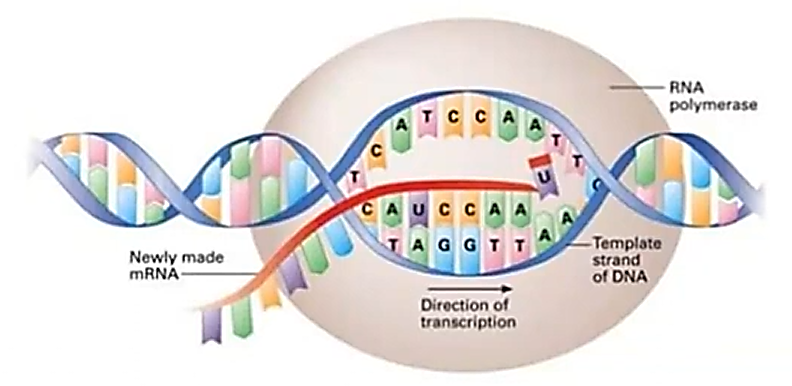 RNA
polymerase
T C A T C C A A T T C
U
C A U C C A A
T A G G T T A A
Newly made
mRNA
Template
strand
of DNA
Direction of
transcription